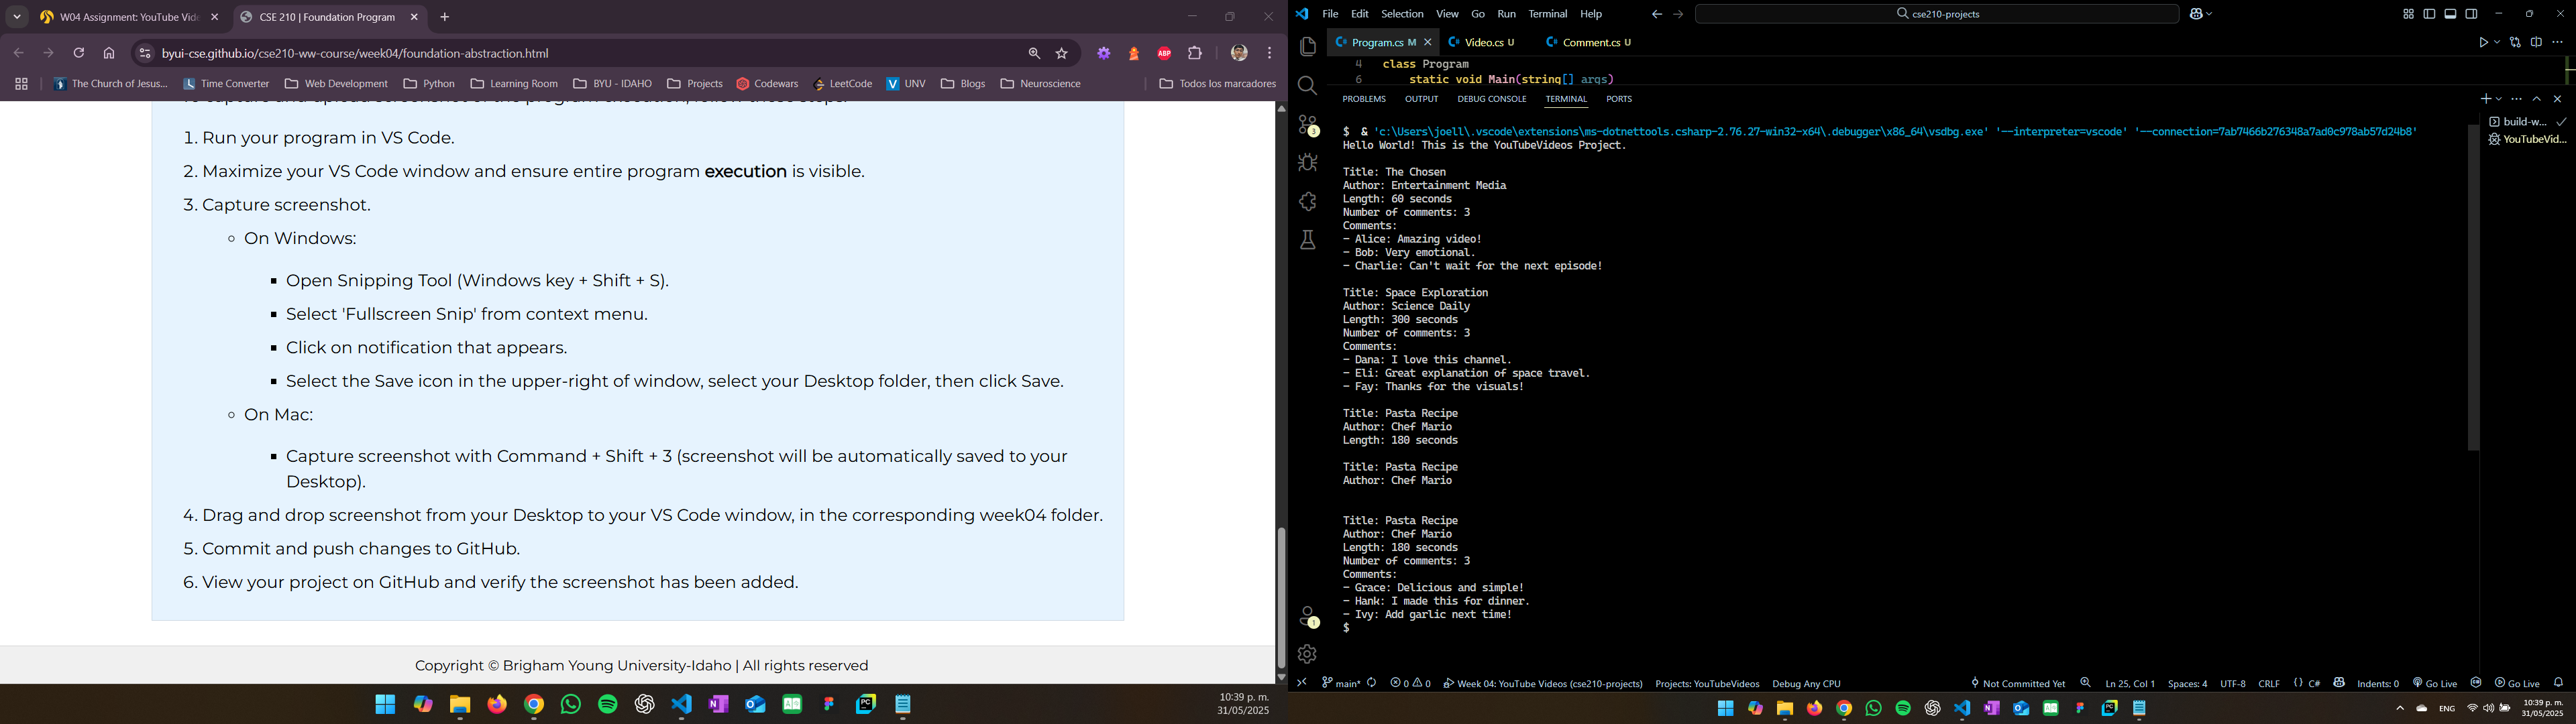 W04 Assignment: YouTube Vide
CSE 210 | Foundation Program
byui-cse.github.io/cse210-ww-course/week04/foundation-abstraction.html
The Church of Jesus...
Time Converter
Web Development
Python
Learning Room
BYU - IDAHO
Projects
Codewars
LeetCode
UNV
Blogs
Neuroscience
Todos los marcadores
1. Run your program in VS Code.
2. Maximize your VS Code window and ensure entire program execution is visible.
3. Capture screenshot.
On Windows:
Open Snipping Tool (Windows key + Shift + S).
Select 'Fullscreen Snip' from context menu.
Click on notification that appears.
Select the Save icon in the upper-right of window, select your Desktop folder, then click Save.
On Mac:
Capture screenshot with Command + Shift + 3 (screenshot will be automatically saved to your
Desktop).
4. Drag and drop screenshot from your Desktop to your VS Code window, in the corresponding week04 folder.
5. Commit and push changes to GitHub.
6. View your project on GitHub and verify the screenshot has been added.
Copyright © Brigham Young University-Idaho | All rights reserved
10:39 p. m.
31/05/2025
File Edit Selection View Go Run Terminal Help
cse210-projects
Program.cs M
Video.cs U
Comment.cs U
4 class Program
6 static void Main(string[] args)
PROBLEMS OUTPUT DEBUG CONSOLE TERMINAL PORTS
$ & 'c:\Users\joell\.vscode\extensions\ms-dotnettools.csharp-2.76.27-win32-x64\.debugger\x86_64\vsdbg.exe' '--interpreter=vscode' '--connection=7ab7466b276348a7ad0c978ab57d24b8'
Hello World! This is the YouTubeVideos Project.
Title: The Chosen
Author: Entertainment Media
Length: 60 seconds
Number of comments: 3
Comments:
- Alice: Amazing video!
- Bob: Very emotional.
- Charlie: Can't wait for the next episode!
Title: Space Exploration
Author: Science Daily
Length: 300 seconds
Number of comments: 3
Comments:
- Dana: I love this channel.
- Eli: Great explanation of space travel.
- Fay: Thanks for the visuals!
Title: Pasta Recipe
Author: Chef Mario
Length: 180 seconds
Title: Pasta Recipe
Author: Chef Mario
Title: Pasta Recipe
Author: Chef Mario
Length: 180 seconds
Number of comments: 3
Comments:
- Grace: Delicious and simple!
- Hank: I made this for dinner.
- Ivy: Add garlic next time!
$
build-w...
YouTubeVid...
main* 0 0 Week 04: YouTube Videos (cse210-projects) Projects: YouTubeVideos Debug Any CPU
Not Committed Yet Ln 25, Col 1 Spaces: 4 UTF-8 CRLF {} C# Indents: 0 Go Live Go Live
ENG
10:39 p. m.
31/05/2025